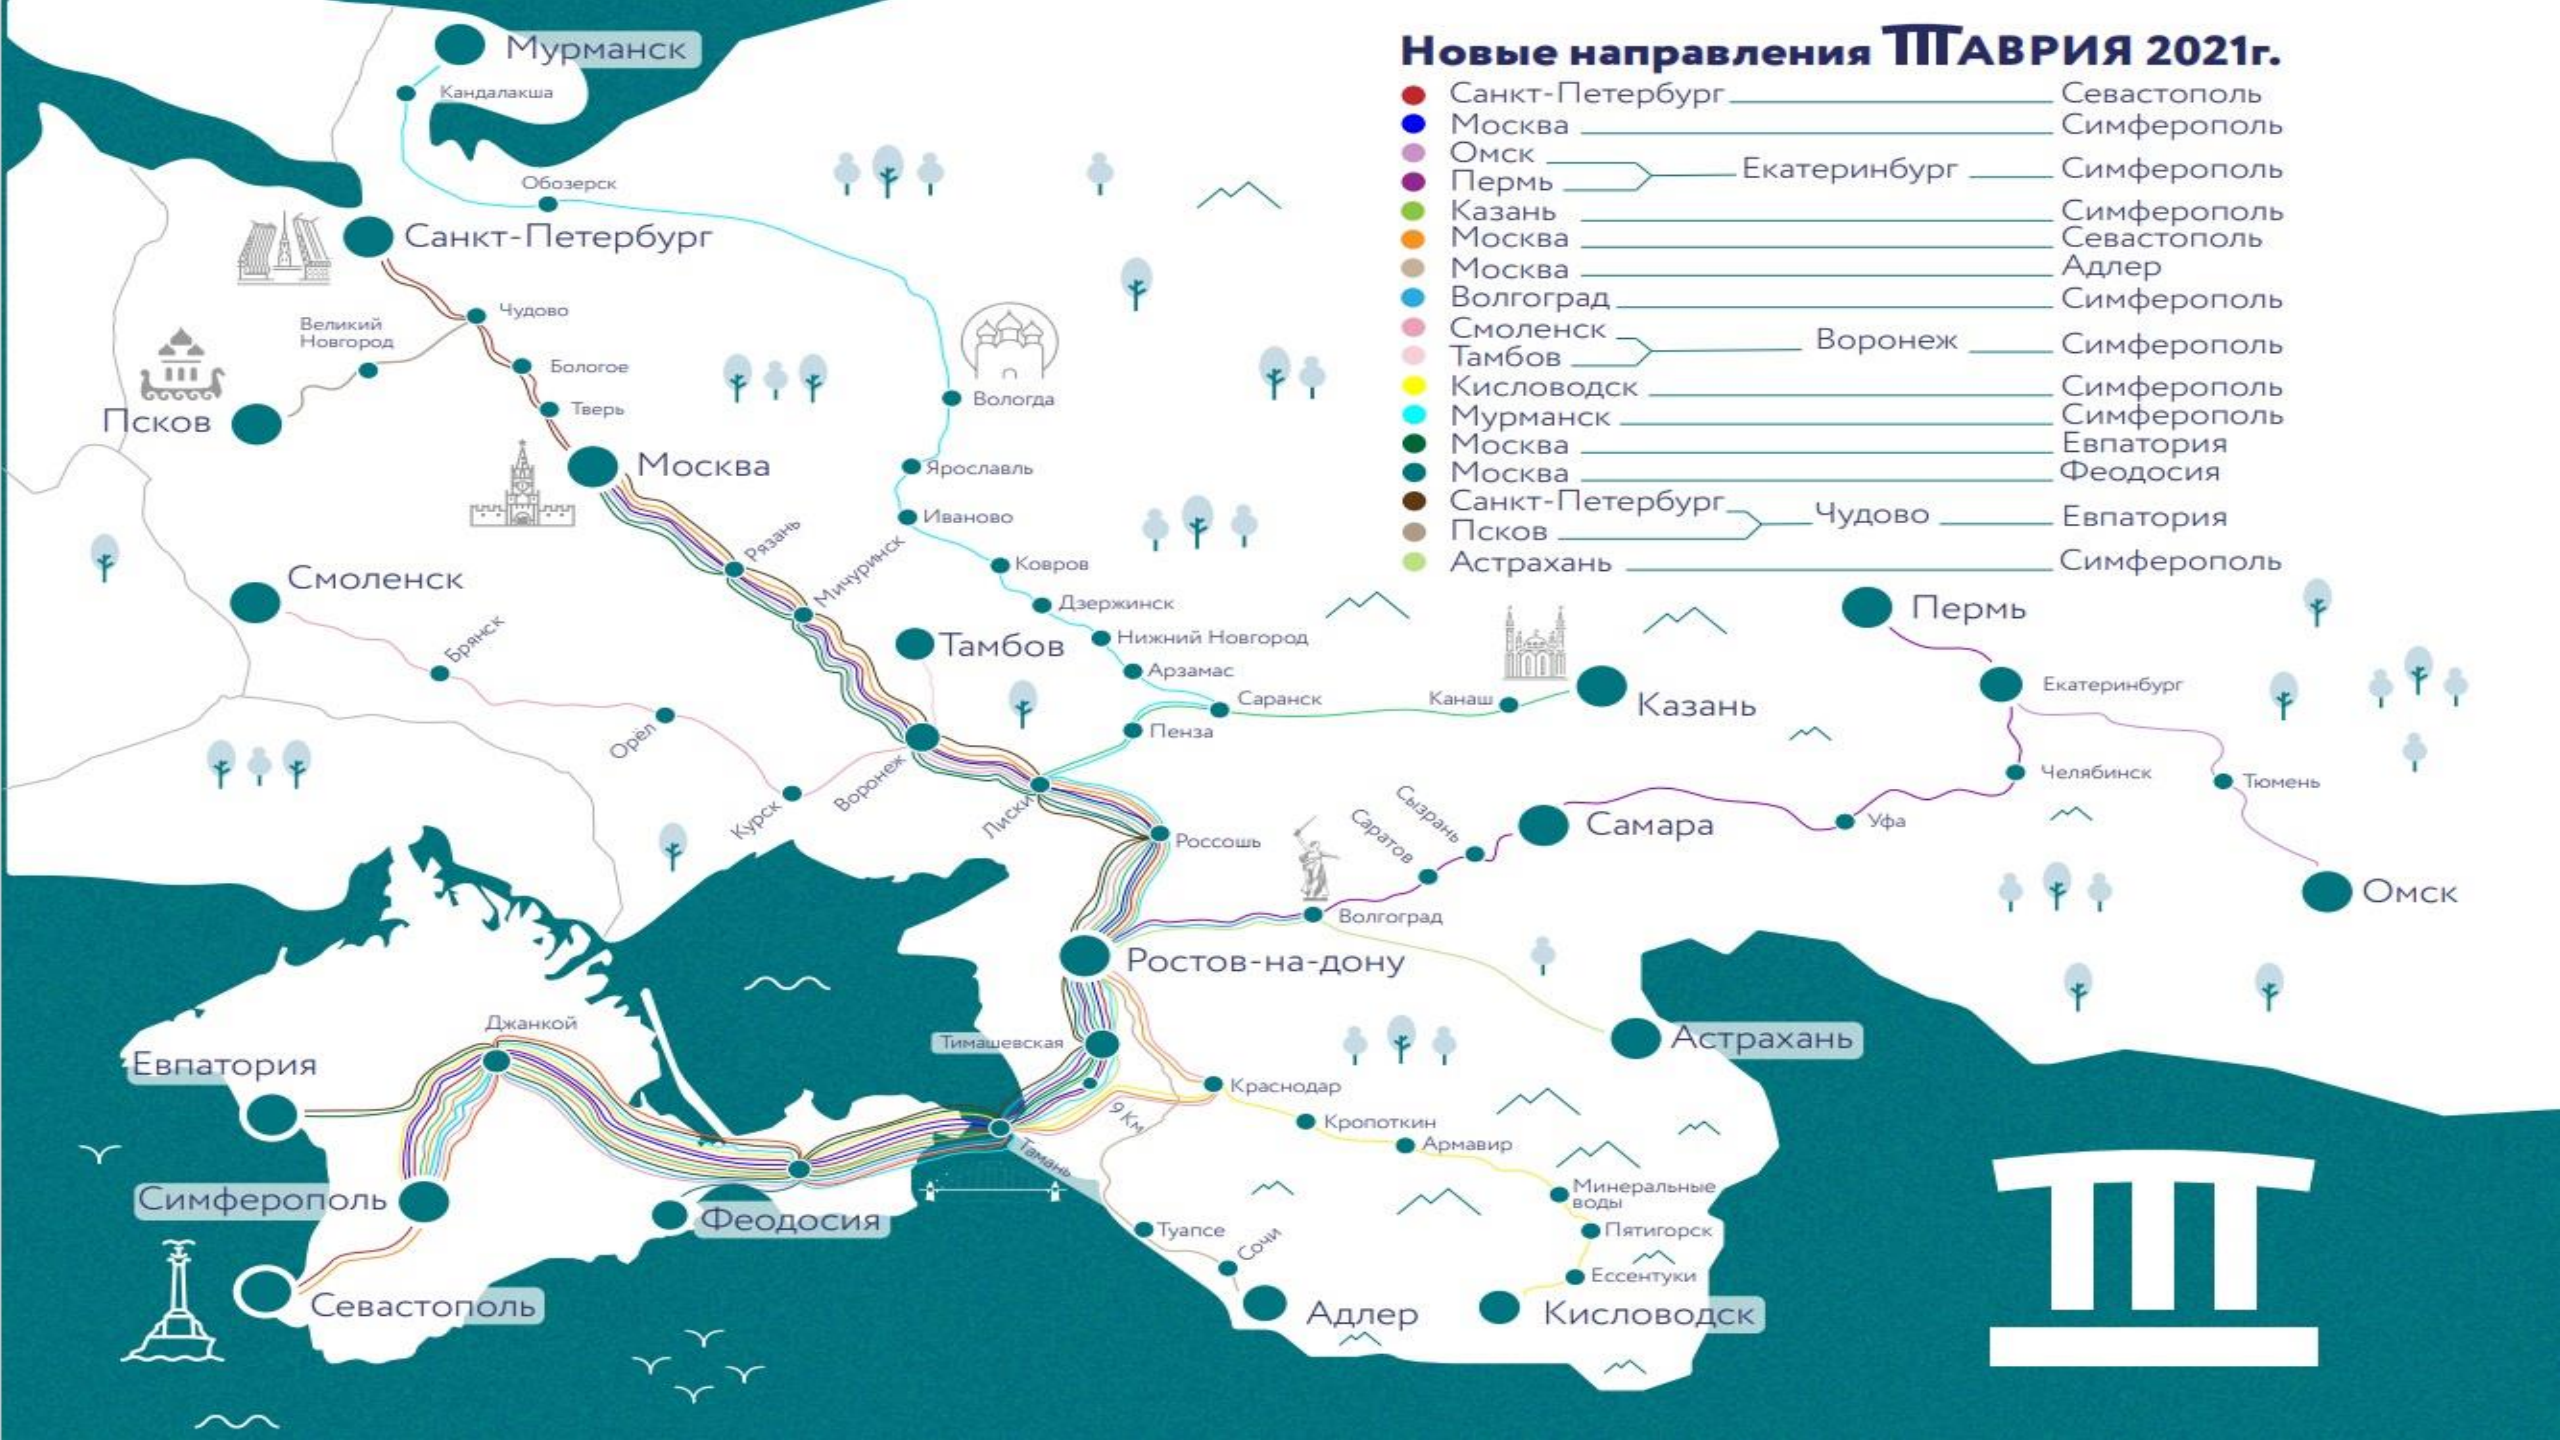 Новые направления ТАВРИЯ 2021г.
Санкт-Петербург Севастополь
Москва Симферополь
Омск
Пермь
Екатеринбург Симферополь
Казань Симферополь
Москва Севастополь
Москва Адлер
Волгоград Симферополь
Смоленск
Тамбов
Воронеж Симферополь
Кисловодск Симферополь
Мурманск Симферополь
Москва Евпатория
Москва Феодосия
Санкт-Петербург
Псков
Чудово Евпатория
Астрахань Симферополь
Мурманск
Кандалакша
Обозерск
Санкт-Петербург
Чудово
Великий
Новгород
Бологое
Псков
Тверь
Вологда
Москва
Ярославль
Иваново
Рязань
Мичуринск
Ковров
Смоленск
Дзержинск
Пермь
Брянск
Тамбов
Нижний Новгород
Арзамас
Саранск
Канаш
Казань
Екатеринбург
Орёл
Пенза
Челябинск
Тюмень
Курск
Воронеж
Лиски
Россошь
Сызрань
Саратов
Самара
Уфа
Омск
Волгоград
Ростов-на-дону
Джанкой
Тимашевская
Астрахань
Евпатория
Краснодар
9 Км
Кропоткин
Армавир
Тамань
Минеральные
воды
Симферополь
Феодосия
Туапсе
Сочи
Пятигорск
Ессентуки
Севастополь
Адлер
Кисловодск